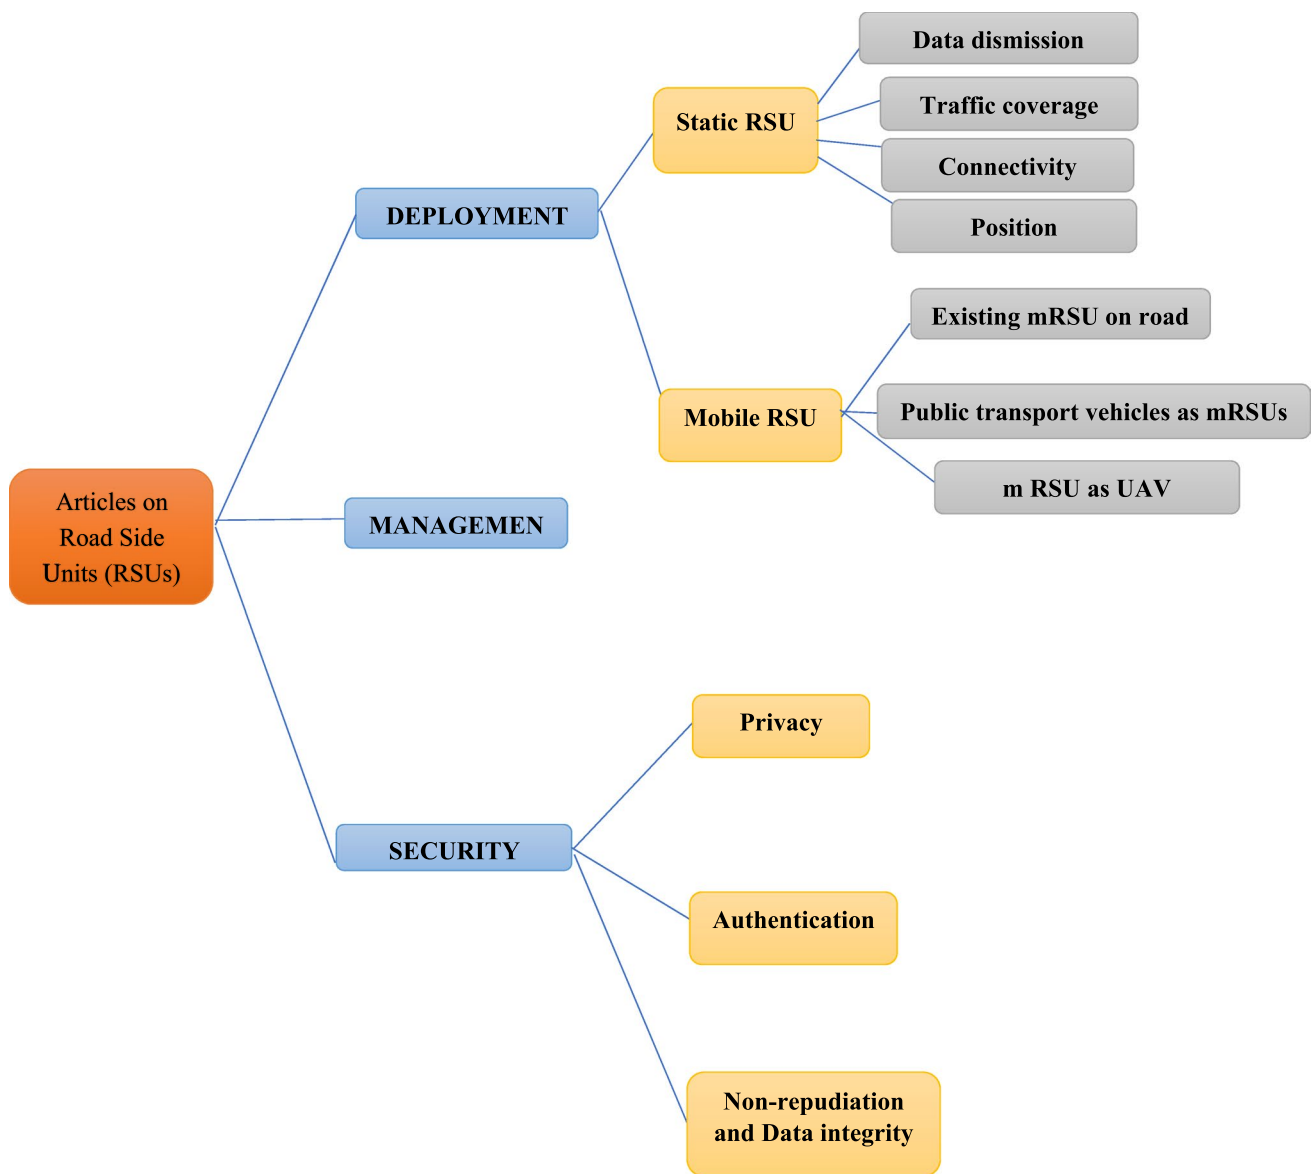 Articles on
Road Side
Units (RSUs)
DEPLOYMENT
Static RSU
Data dismission
Traffic coverage
Connectivity
Position
Mobile RSU
Existing mRSU on road
Public transport vehicles as mRSUs
m RSU as UAV
MANAGEMEN
SECURITY
Privacy
Authentication
Non-repudiation
and Data integrity